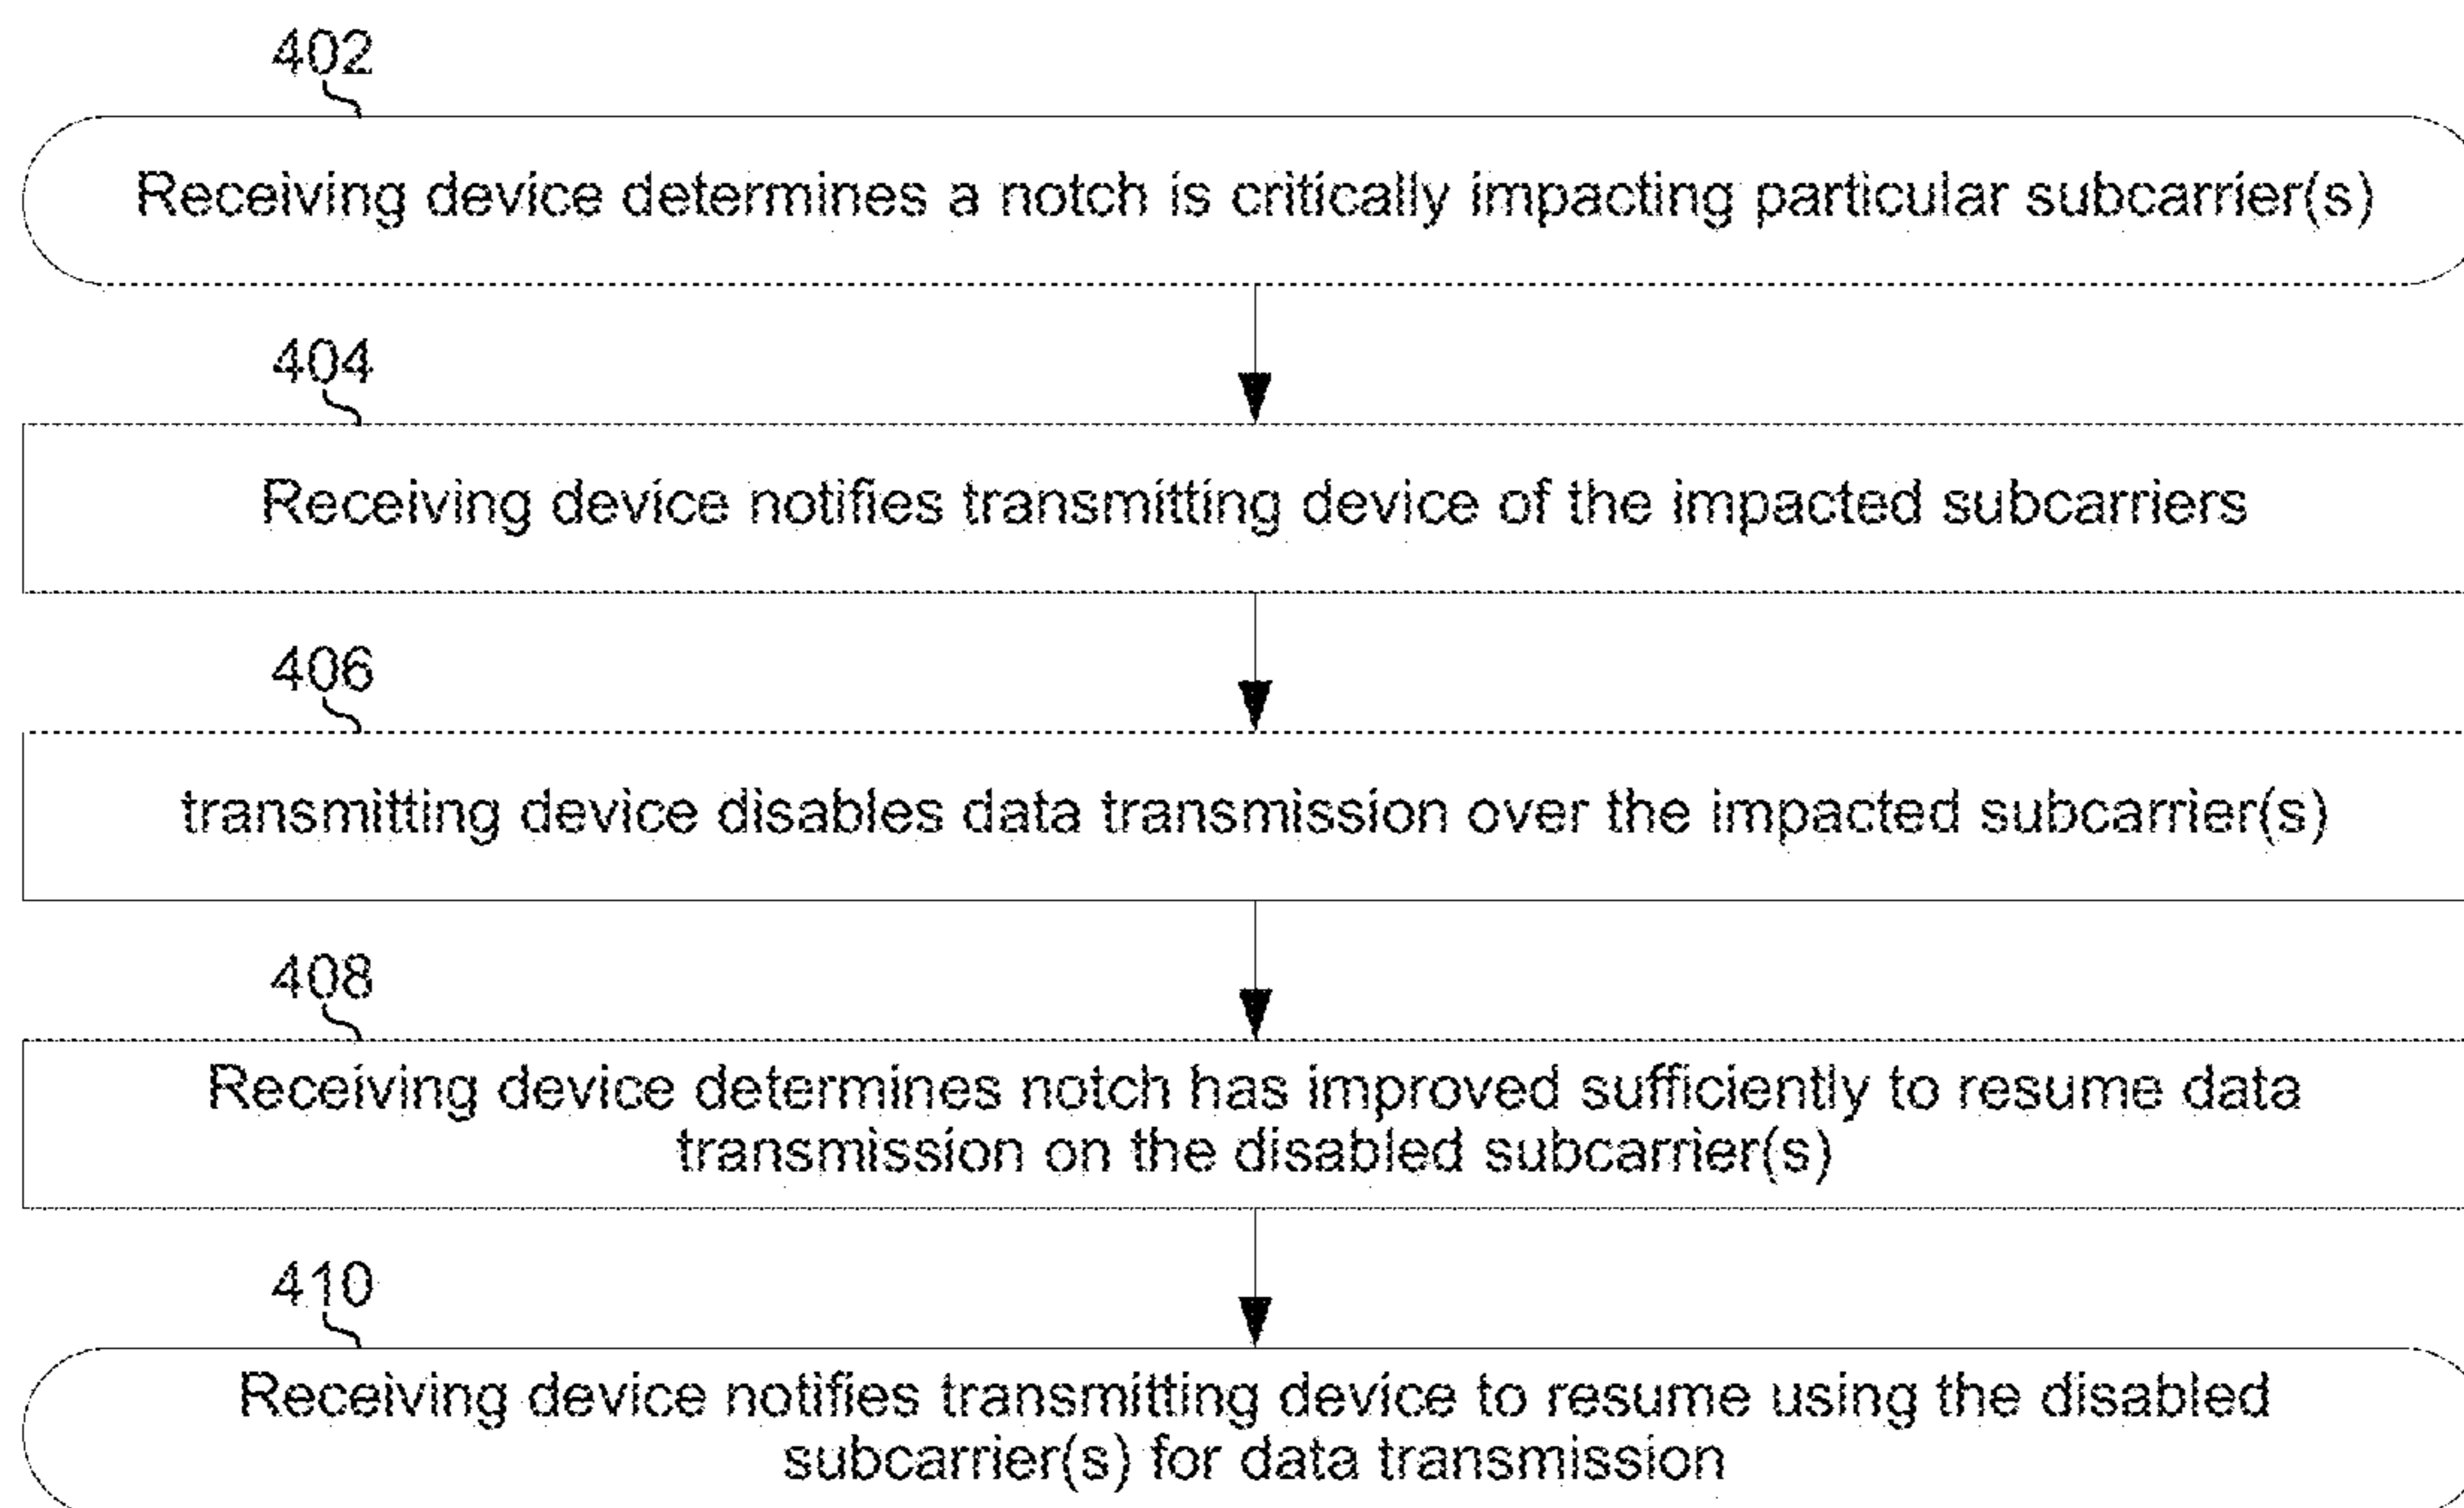 402
Receiving device determines a notch is critically impacting particular subcarrier(s)
404
Receiving device notifies transmitting device of the impacted subcarriers
406
transmitting device disables data transmission over the impacted subcarrier(s)
408
Receiving device determines notch has improved sufficiently to resume data
transmission on the disabled subcarrier(s)
410
Receiving device notifies transmitting device to resume using the disabled
subcarrier(s) for data transmission